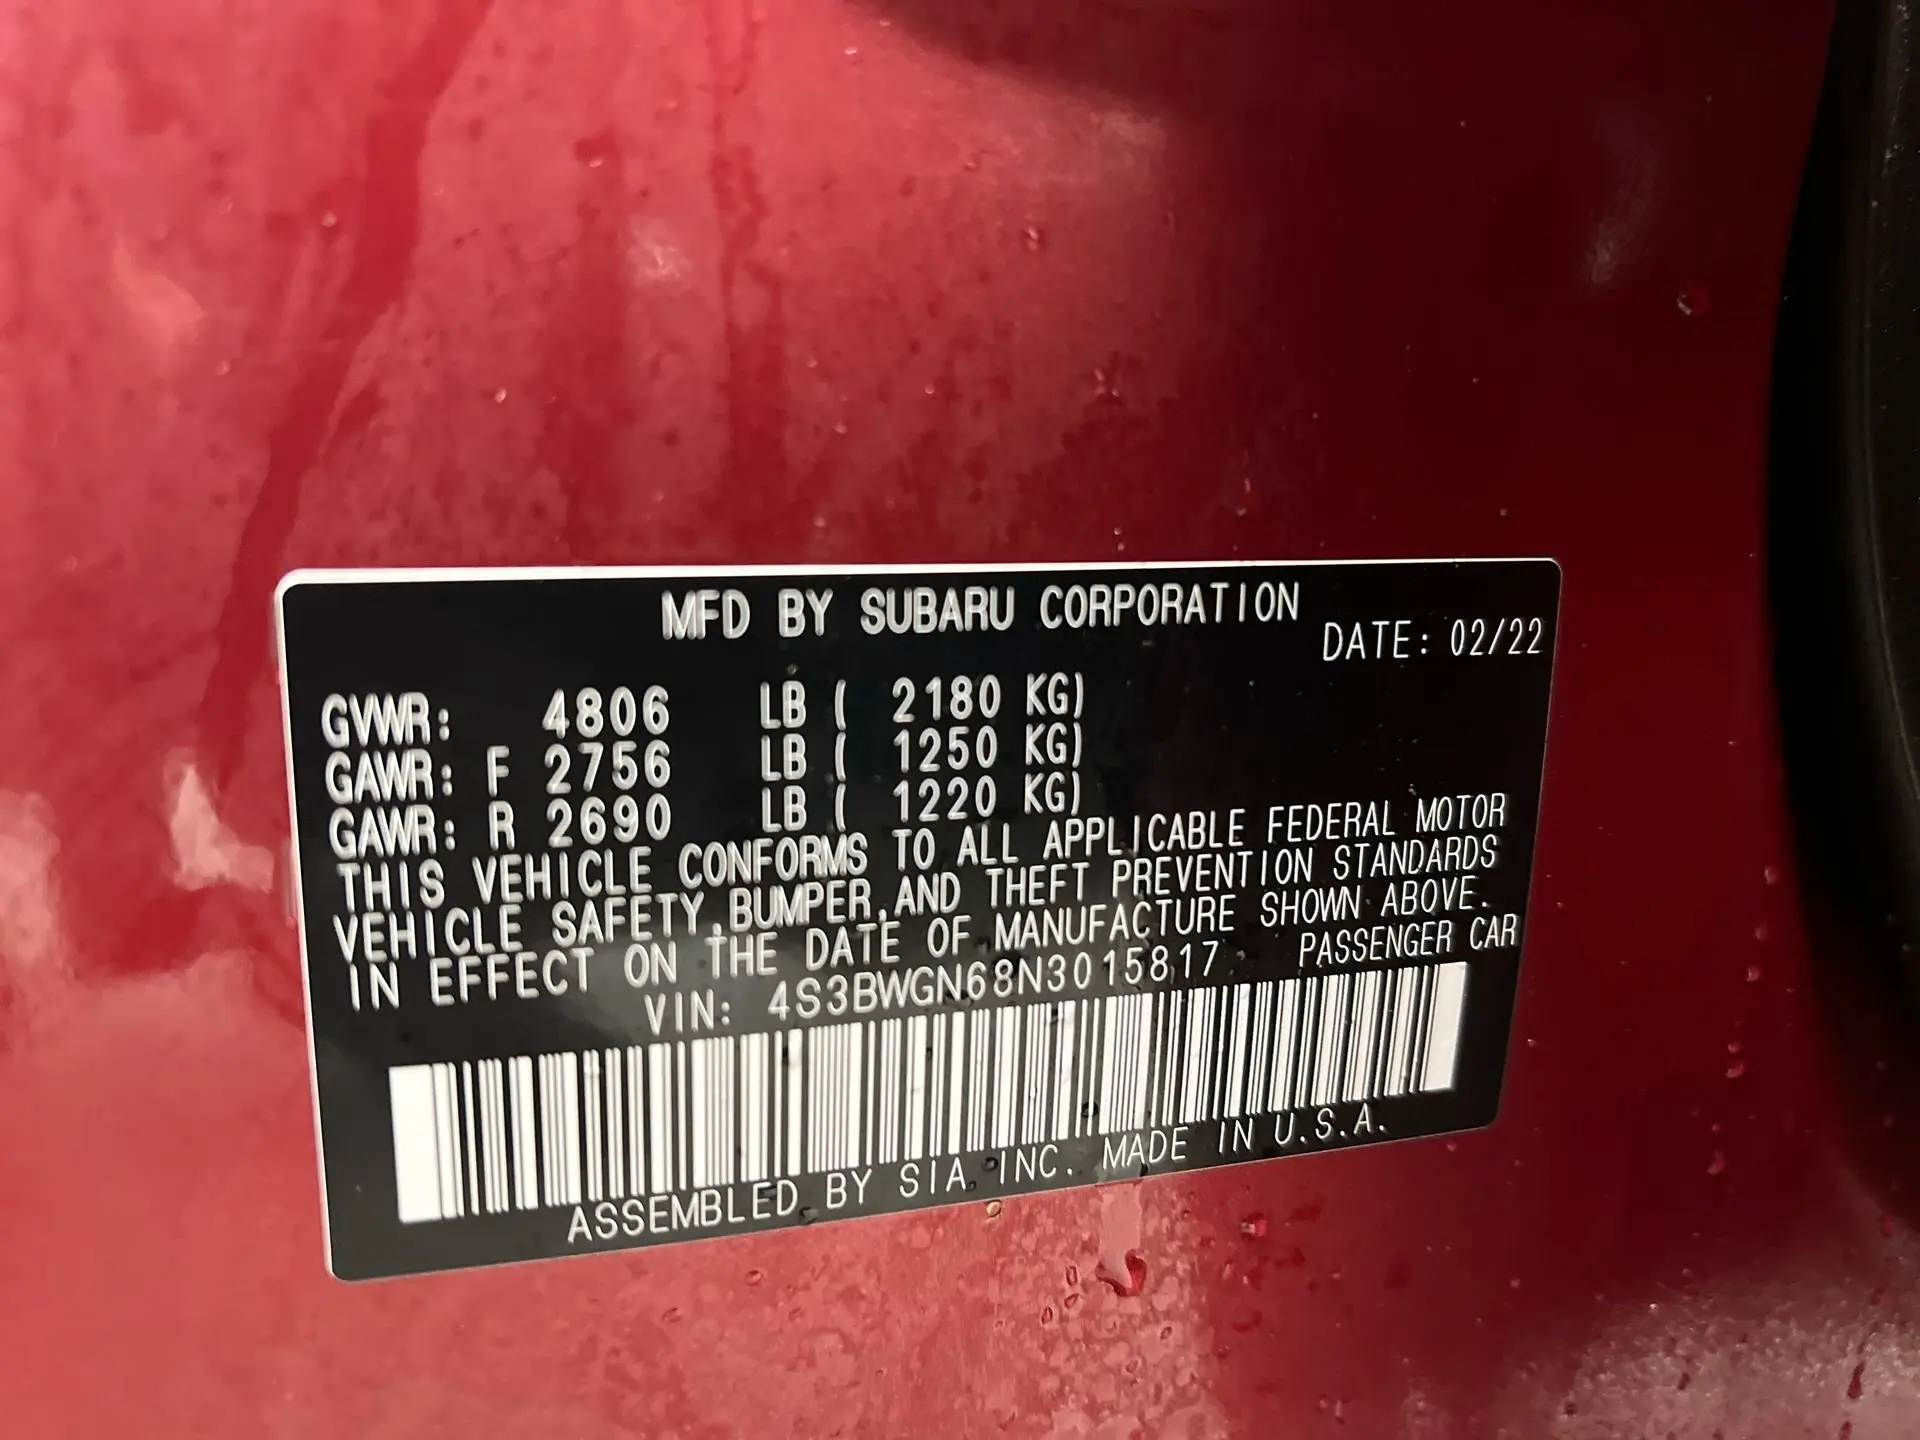 MFD BY SUBARU CORPORATION
DATE: 02/22
GVWR: 4806 LB ( 2180 KG)
GAWR: F 2756 LB ( 1250 KG)
GAWR: R 2690 LB ( 1220 KG)
THIS VEHICLE CONFORMS TO ALL APPLICABLE FEDERAL MOTOR
VEHICLE SAFETY,BUMPER,AND THEFT PREVENTION STANDARDS
IN EFFECT ON THE DATE OF MANUFACTURE SHOWN ABOVE.
VIN: 4S3BWGN68N3015817 PASSENGER CAR
ASSEMBLED BY SIA, INC. MADE IN U.S.A.